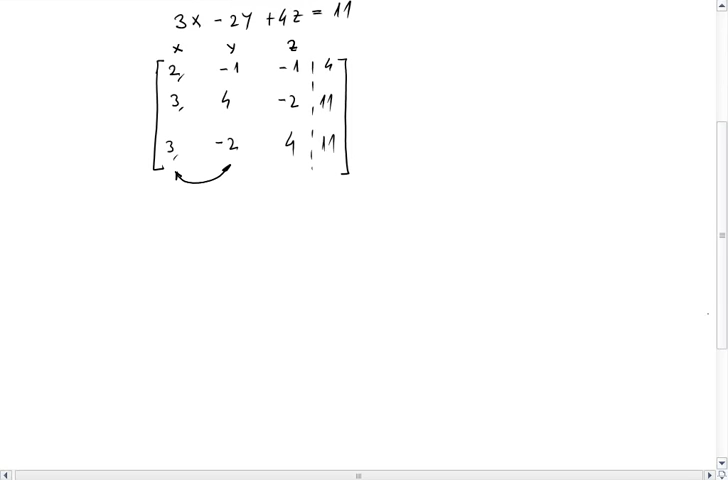 3x - 2y + 4z = 11
x y z
2, -1 -1 | 4
3, 4 -2 | 11
3, -2 4 | 11